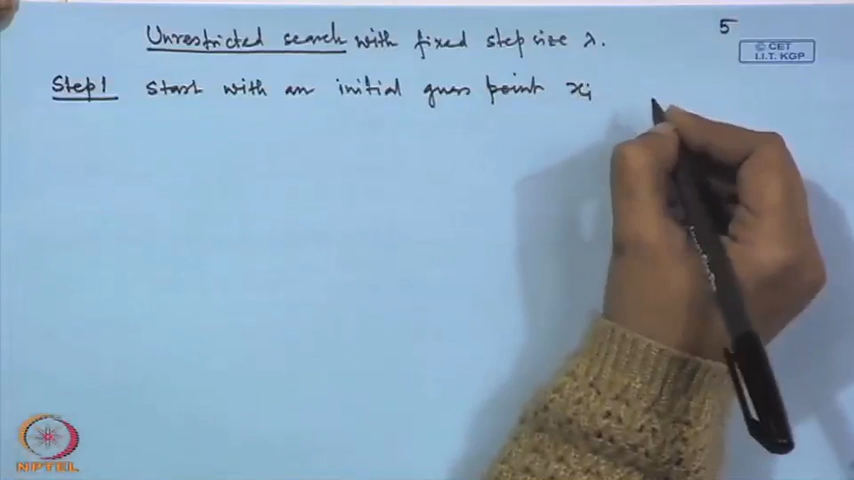 Unrestricted search with fixed step size λ.
5
© CET
I.I.T. KGP
Step 1 Start with an initial guess point x₁
NPTEL